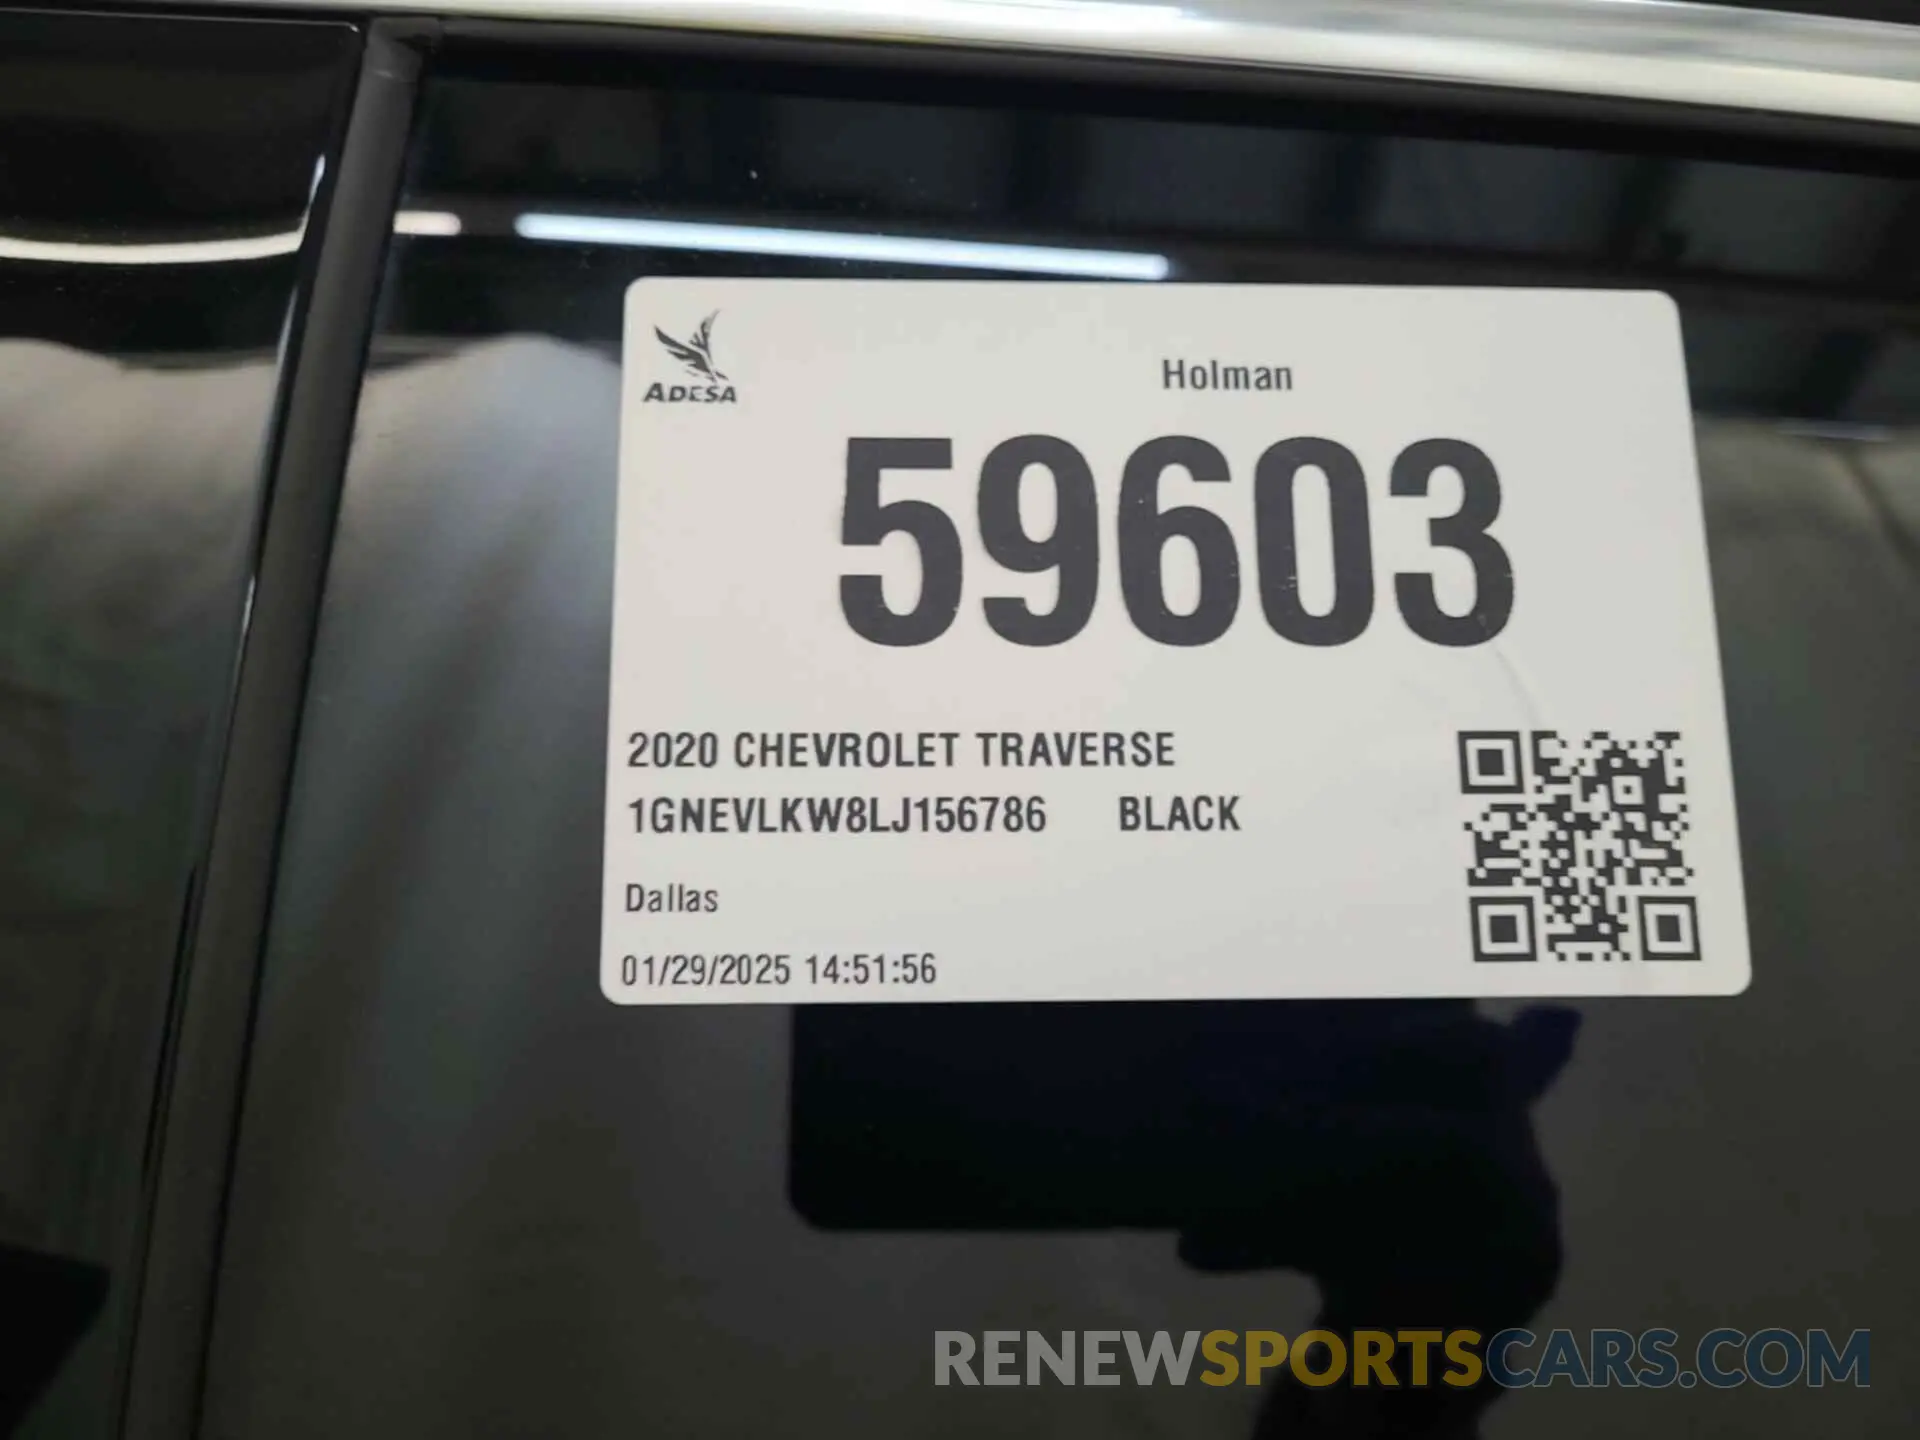 ADESA
Holman
59603
2020 CHEVROLET TRAVERSE
1GNEVLKW8LJ156786 BLACK
Dallas
01/29/2025 14:51:56
RENEWSPORTSCARS.COM